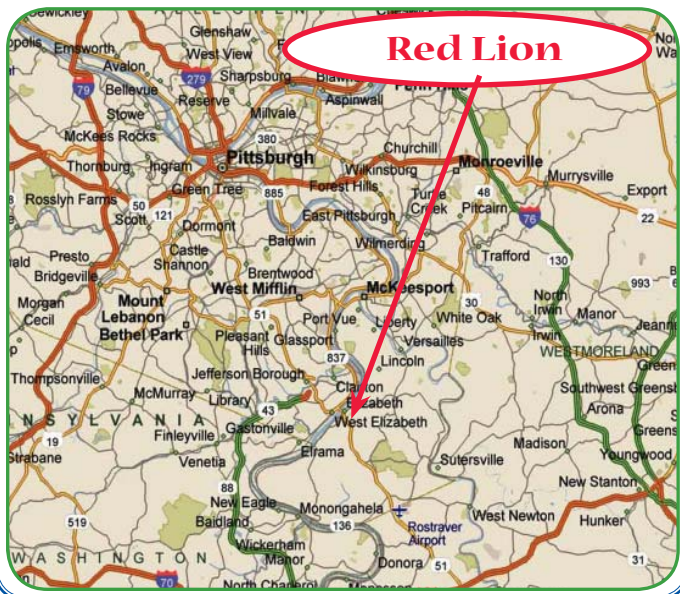 Sewickley
Glenshaw
Emsworth
West View
Avalon
279
79
Bellevue
Sharpsburg
Red Lion
Reserve
Aspinwall
Stowe
Millvale
McKees Rocks
380
Churchill
Thornburg
Ingram
Pittsburgh
Wilkinsburg
Monroeville
Green Tree
885
Forest Hills
Murrysville
Rosslyn Farms
50
121
Turtle
Creek
48
Pitcairn
Export
Scott
East Pittsburgh
76
22
Dormont
Baldwin
Wilmerding
Castle
Shannon
Trafford
130
Presto
Brentwood
Bridgeville
West Mifflin
McKeesport
993
Mount
Lebanon
Morgan
Cecil
30
North
Irwin
Manor
51
Port Vue
Liberty
White Oak
Bethel Park
Pleasant
Hills
Glassport
Versailles
Irwin
837
Lincoln
WESTMORELAND
Thompsonville
Jefferson Borough
Clairton
McMurray
Library
Elizabeth
Southwest Greensb
43
Arona
NSYLVANIA
Gastonville
West Elizabeth
19
Finleyville
Madison
Strabane
Venetia
Elrama
Sutersville
Youngwood
88
New Stanton
New Eagle
Monongahela
519
Baidland
136
Rostraver
Airport
West Newton
Hunker
WASHINGTON
Wickerham
Manor
Donora
51
31
70